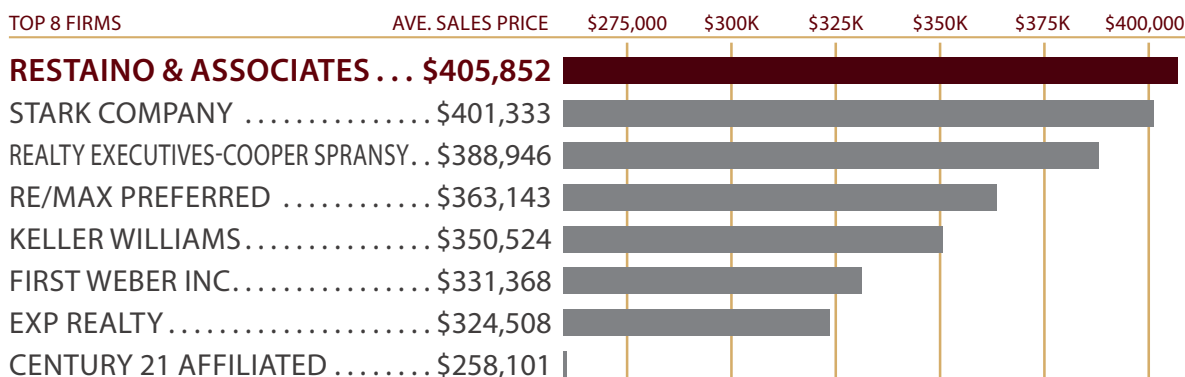 TOP 8 FIRMS AVE. SALES PRICE $275,000 $300K $325K $350K $375K $400,000
RESTAINO & ASSOCIATES . . . $405,852
STARK COMPANY . . . . . . . . . . . . . . . $401,333
REALTY EXECUTIVES-COOPER SPRANSY. . $388,946
RE/MAX PREFERRED . . . . . . . . . . . . $363,143
KELLER WILLIAMS. . . . . . . . . . . . . . . $350,524
FIRST WEBER INC. . . . . . . . . . . . . . . . $331,368
EXP REALTY . . . . . . . . . . . . . . . . . . . . . $324,508
CENTURY 21 AFFILIATED . . . . . . . . $258,101